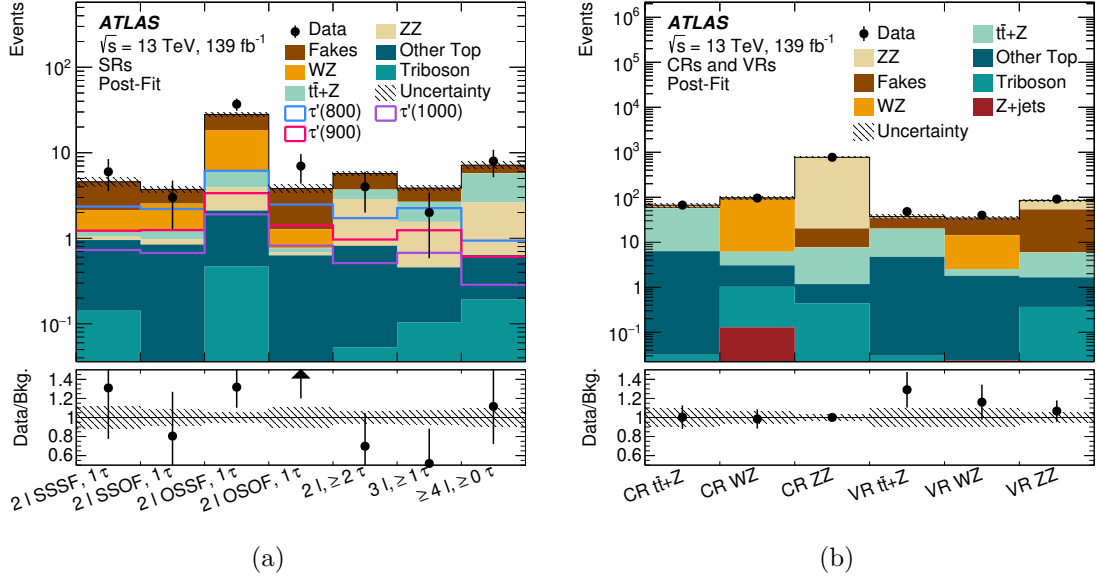 Events
ATLAS
√s = 13 TeV, 139 fb⁻¹
SRs
Post-Fit
Data
Fakes
WZ
tt̄+Z
τ'(800)
τ'(900)
ZZ
Other Top
Triboson
Uncertainty
τ'(1000)
10²
10
1
10⁻¹
Data/Bkg.
1.4
1.2
1
0.8
0.6
2 l SSSF, 1 τ
2 l SSOF, 1 τ
2 l OSSF, 1 τ
2 l OSOF, 1 τ
2 l, ≥ 2 τ
3 l, ≥ 1 τ
≥ 4 l, ≥ 0 τ
(a)
Events
ATLAS
√s = 13 TeV, 139 fb⁻¹
CRs and VRs
Post-Fit
Data
ZZ
Fakes
WZ
Uncertainty
tt̄+Z
Other Top
Triboson
Z+jets
10⁶
10⁵
10⁴
10³
10²
10
1
10⁻¹
Data/Bkg.
1.4
1.2
1
0.8
0.6
CR tt̄+Z
CR WZ
CR ZZ
VR tt̄+Z
VR WZ
VR ZZ
(b)